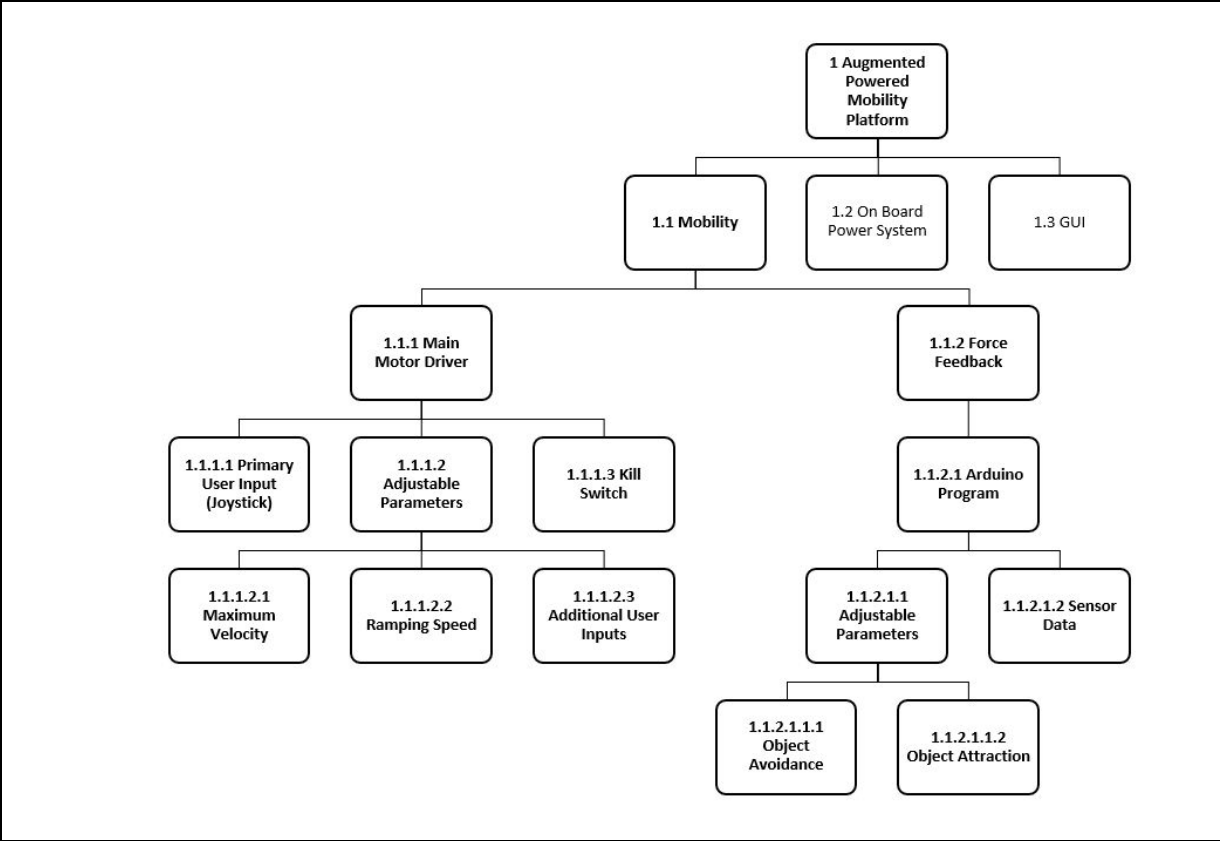 1 Augmented
Powered
Mobility
Platform
1.1 Mobility
1.2 On Board
Power System
1.3 GUI
1.1.1 Main
Motor Driver
1.1.2 Force
Feedback
1.1.1.1 Primary
User Input
(Joystick)
1.1.1.2
Adjustable
Parameters
1.1.1.3 Kill
Switch
1.1.2.1 Arduino
Program
1.1.1.2.1
Maximum
Velocity
1.1.1.2.2
Ramping Speed
1.1.1.2.3
Additional User
Inputs
1.1.2.1.1
Adjustable
Parameters
1.1.2.1.2 Sensor
Data
1.1.2.1.1.1
Object
Avoidance
1.1.2.1.1.2
Object Attraction